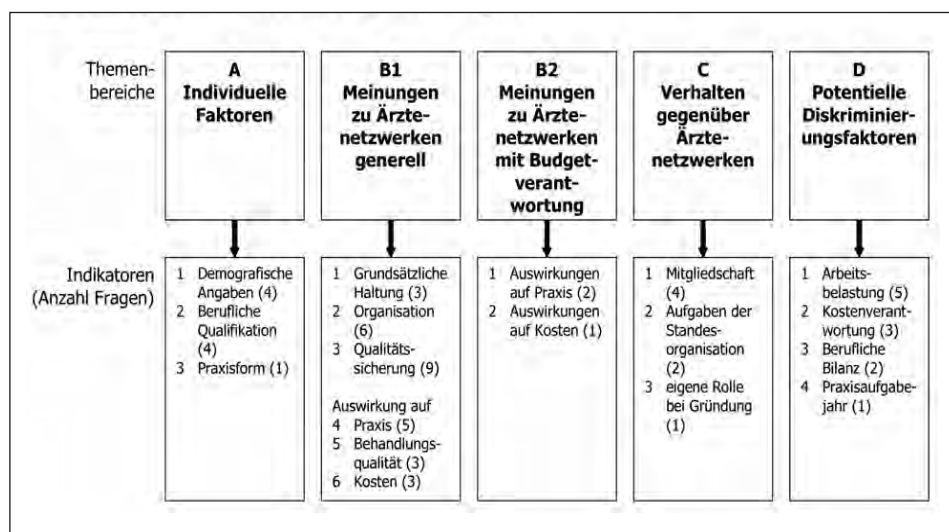 Themen-
bereiche
A
Individuelle
Faktoren
B1
Meinungen
zu Ärzte-
netzwerken
generell
B2
Meinungen
zu Ärzte-
netzwerken
mit Budget-
verant-
wortung
C
Verhalten
gegenüber
Ärzte-
netzwerken
D
Potentielle
Diskriminier-
ungsfaktoren
Indikatoren
(Anzahl Fragen)
1 Demografische
Angaben (4)
2 Berufliche
Qualifikation
(4)
3 Praxisform (1)
1 Grundsätzliche
Haltung (3)
2 Organisation
(6)
3 Qualitäts-
sicherung (9)
Auswirkung auf
4 Praxis (5)
5 Behandlungs-
qualität (3)
6 Kosten (3)
1 Auswirkungen
auf Praxis (2)
2 Auswirkungen
auf Kosten (1)
1 Mitgliedschaft
(4)
2 Aufgaben der
Standes-
organisation
(2)
3 eigene Rolle
bei Gründung
(1)
1 Arbeits-
belastung (5)
2 Kostenverant-
wortung (3)
3 Berufliche
Bilanz (2)
4 Praxisaufgabe-
jahr (1)